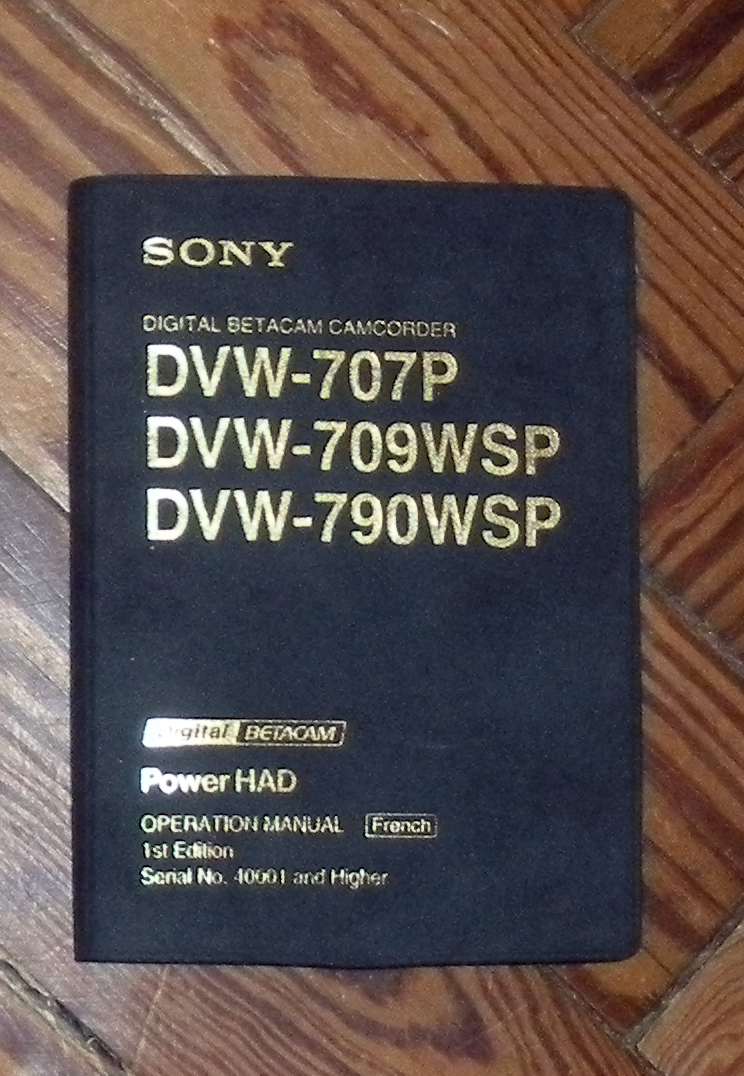 SONY
DIGITAL BETACAM CAMCORDER
DVW-707P
DVW-709WSP
DVW-790WSP
Digital BETACAM
Power HAD
OPERATION MANUAL French
1st Edition
Serial No. 40001 and Higher